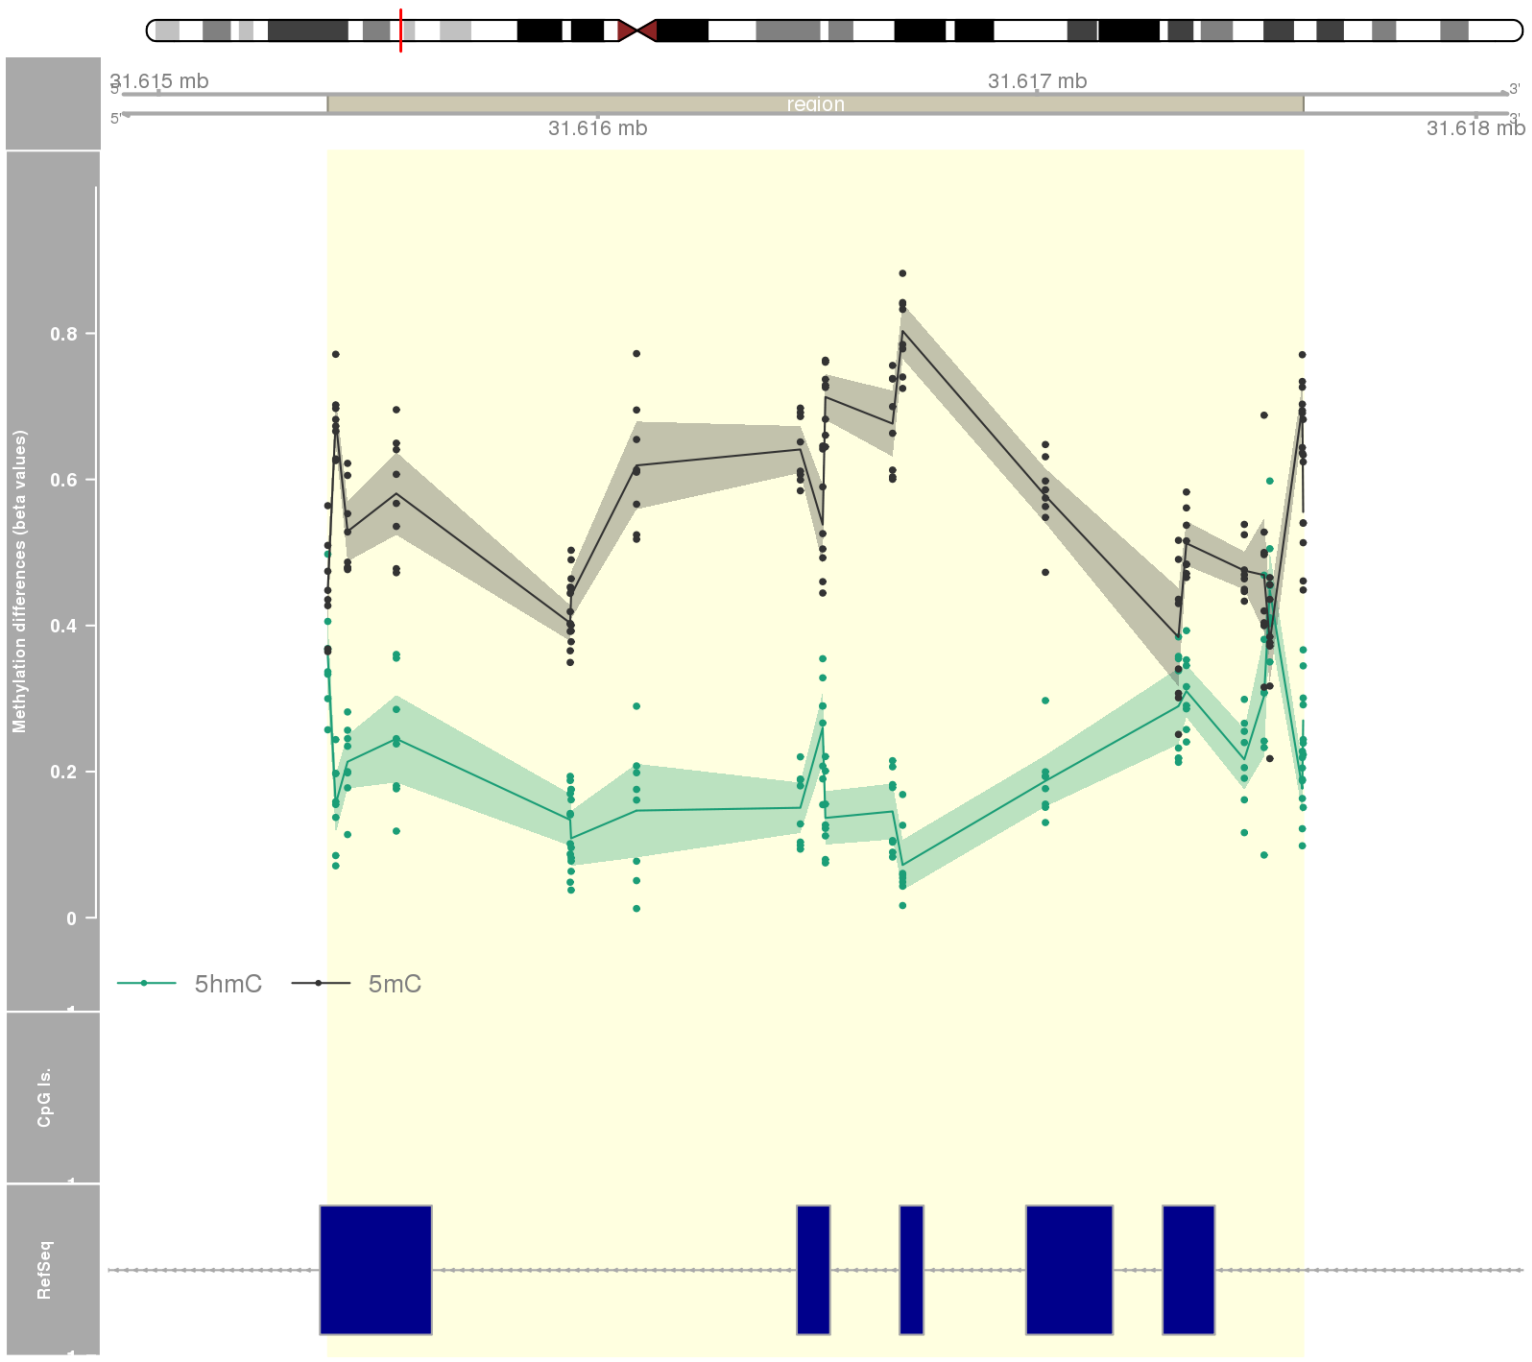 31.615 mb
31.617 mb
5'
3'
region
5'
3'
31.616 mb
31.618 mb
Methylation differences (beta values)
0.8
0.6
0.4
0.2
0
5hmC
5mC
CpG Is.
RefSeq